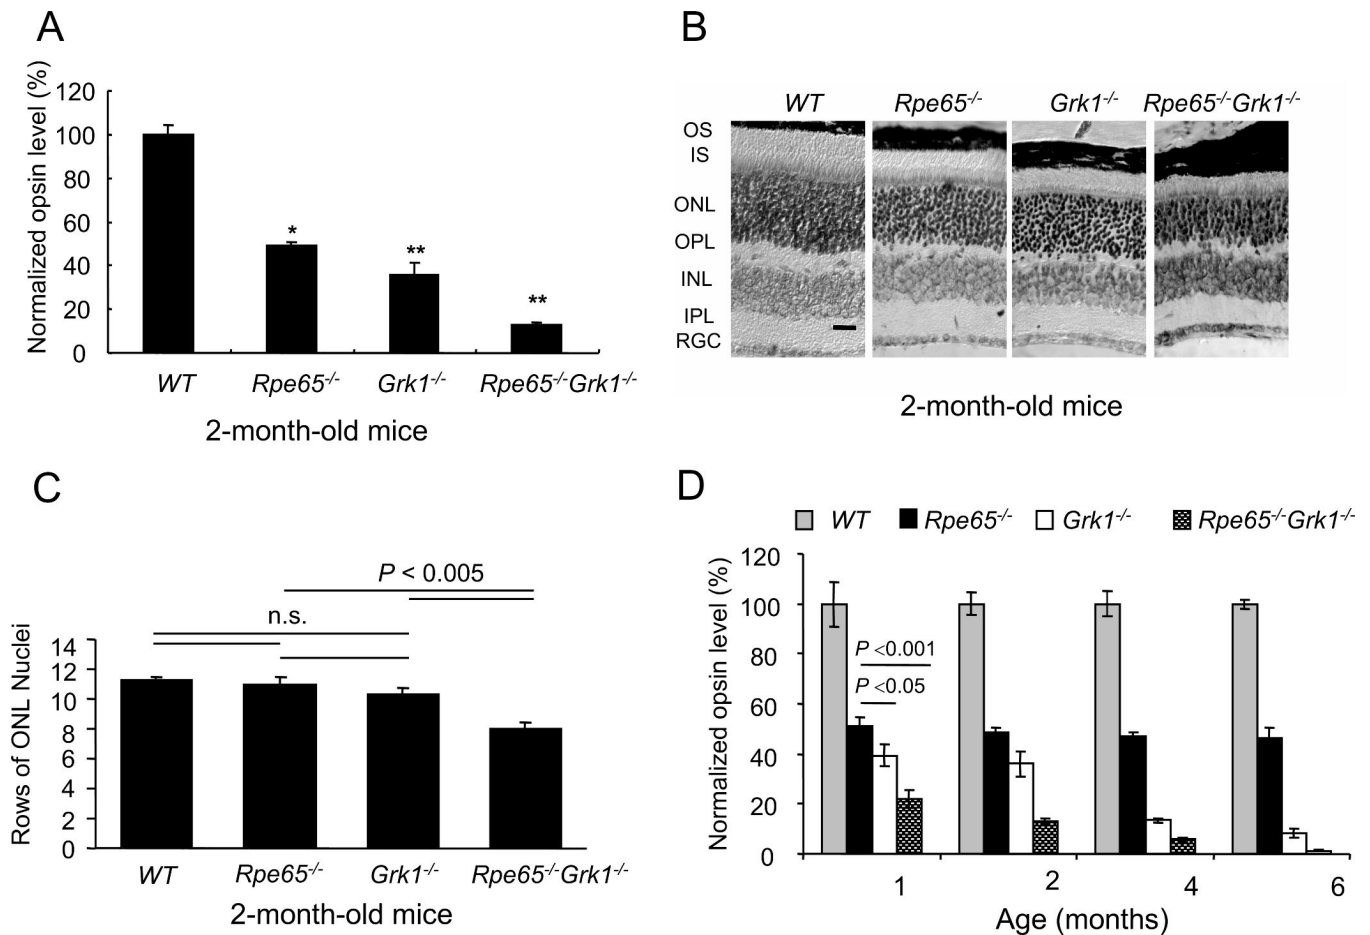 A
Normalized opsin level (%)
120
100
80
60
40
20
0
*
**
**
WT
Rpe65-/-
Grk1-/-
Rpe65-/-Grk1-/-
2-month-old mice
B
WT
Rpe65-/-
Grk1-/-
Rpe65-/-Grk1-/-
OS
IS
ONL
OPL
INL
IPL
RGC
2-month-old mice
C
P < 0.005
n.s.
Rows of ONL Nuclei
14
12
10
8
6
4
2
0
WT
Rpe65-/-
Grk1-/-
Rpe65-/-Grk1-/-
2-month-old mice
D
WT
Rpe65-/-
Grk1-/-
Rpe65-/-Grk1-/-
Normalized opsin level (%)
120
100
80
60
40
20
0
P <0.001
P <0.05
1
2
4
6
Age (months)